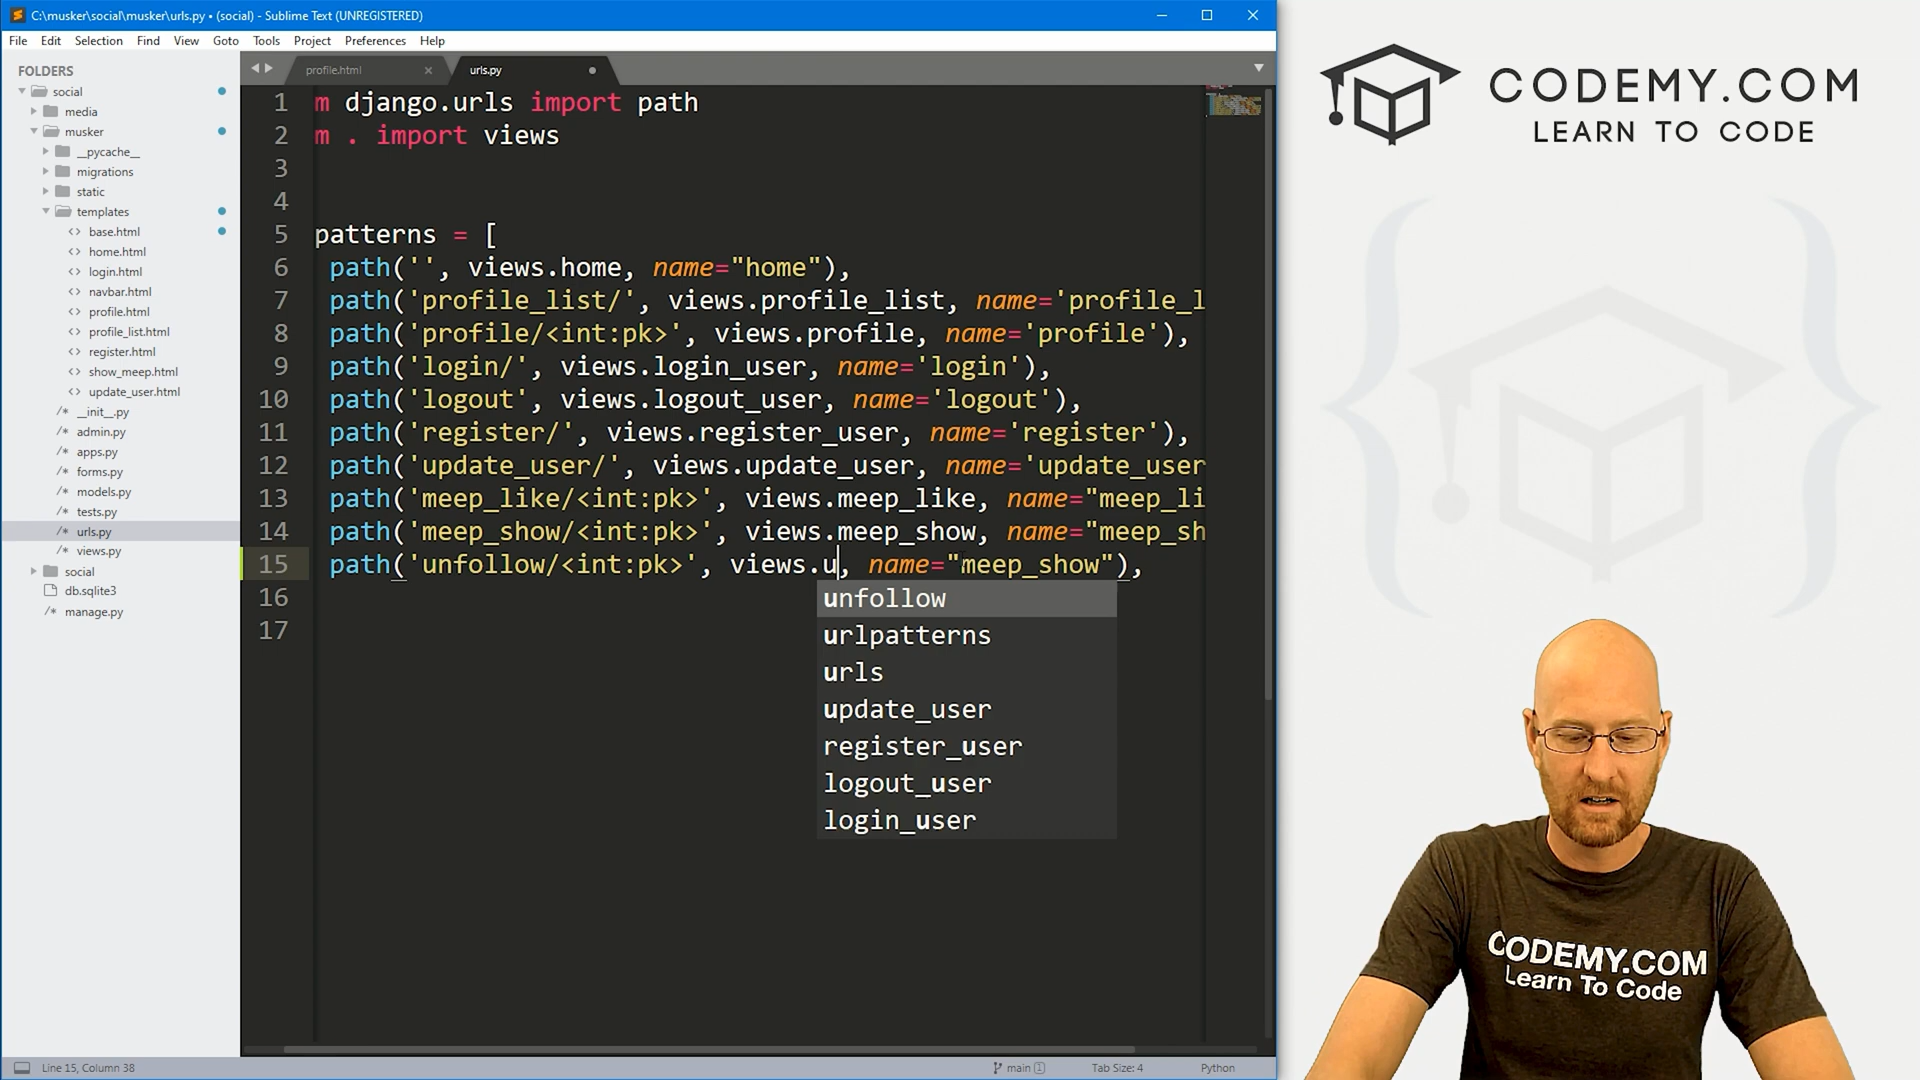 C:\musker\social\musker\urls.py • (social) - Sublime Text (UNREGISTERED)
File Edit Selection Find View Goto Tools Project Preferences Help
FOLDERS
social
media
musker
__pycache__
migrations
static
templates
base.html
home.html
login.html
navbar.html
profile.html
profile_list.html
register.html
show_meep.html
update_user.html
__init__.py
admin.py
apps.py
forms.py
models.py
tests.py
urls.py
views.py
social
db.sqlite3
manage.py
profile.html
urls.py
1 m django.urls import path
2 m . import views
3
4
5 patterns = [
6 path('', views.home, name="home"),
7 path('profile_list/', views.profile_list, name='profile_l
8 path('profile/<int:pk>', views.profile, name='profile'),
9 path('login/', views.login_user, name='login'),
10 path('logout', views.logout_user, name='logout'),
11 path('register/', views.register_user, name='register'),
12 path('update_user/', views.update_user, name='update_user
13 path('meep_like/<int:pk>', views.meep_like, name="meep_li
14 path('meep_show/<int:pk>', views.meep_show, name="meep_sh
15 path('unfollow/<int:pk>', views.u, name="meep_show"),
16
17
unfollow
urlpatterns
urls
update_user
register_user
logout_user
login_user
Line 15, Column 38
main 1
Tab Size: 4
Python
CODEMY.COM
LEARN TO CODE
CODEMY.COM
Learn To Code